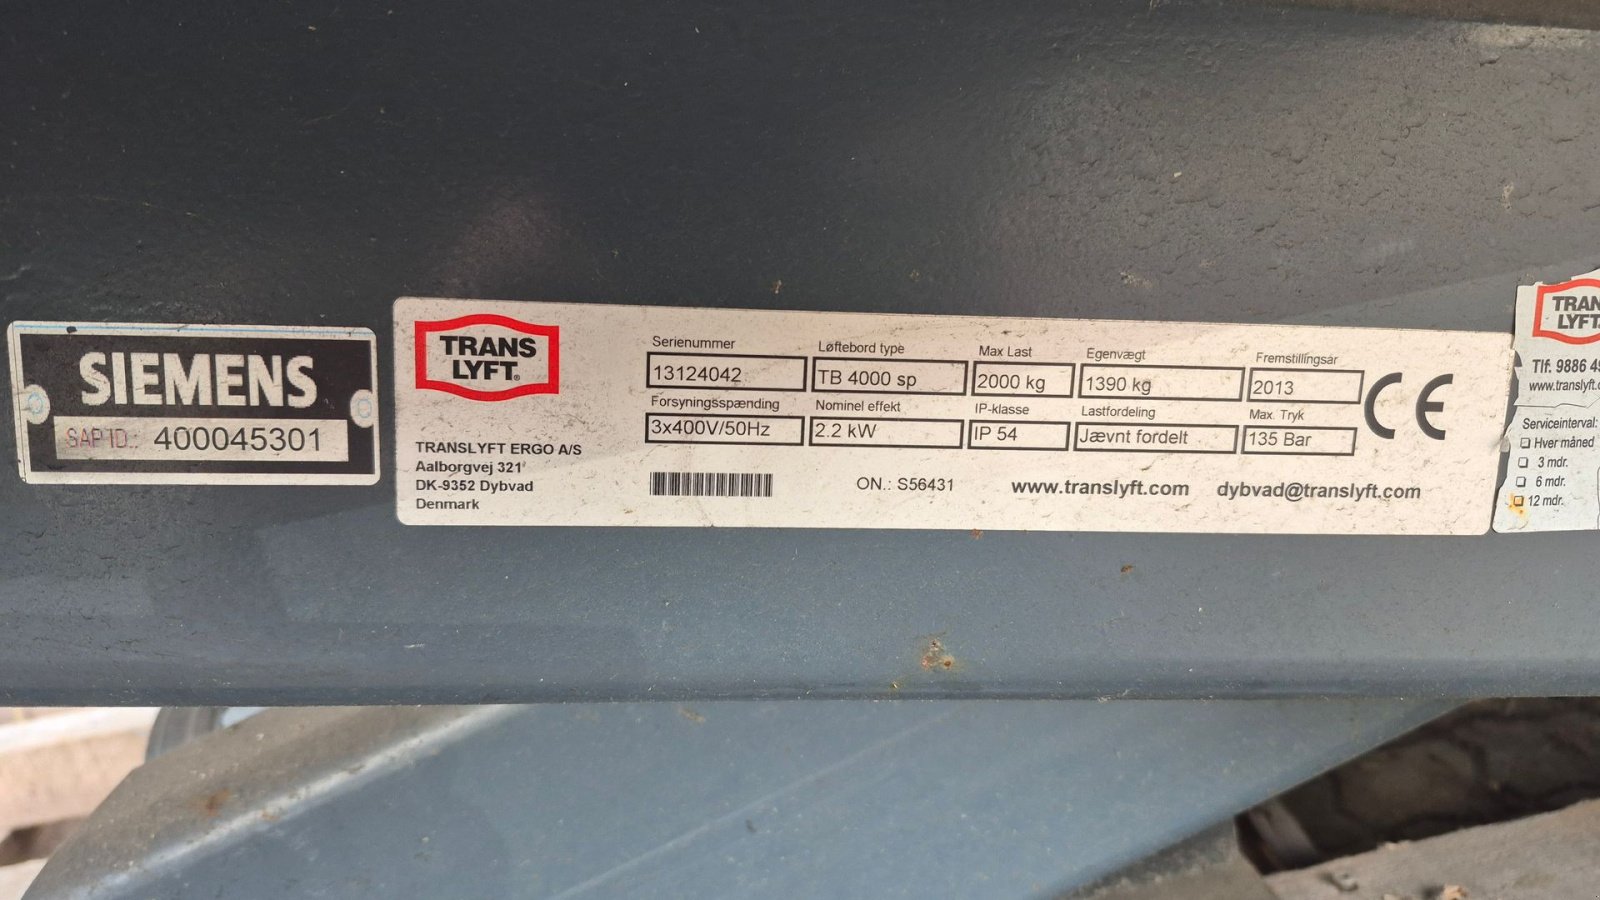 SIEMENS
SAP ID.: 400045301
TRANS
LYFT®
TRANSLYFT ERGO A/S
Aalborgvej 321
DK-9352 Dybvad
Denmark
Serienummer Løftebord type Max Last Egenvægt Fremstillingsår
13124042 TB 4000 sp 2000 kg 1390 kg 2013
Forsyningsspænding Nominel effekt IP-klasse Lastfordeling Max. Tryk
3x400V/50Hz 2.2 kW IP 54 Jævnt fordelt 135 Bar
CE
ON.: S56431 www.translyft.com dybvad@translyft.com
TRAN
LYFT
Tlf. 9886 49
www.translyft.c
Serviceinterval:
Hver måned
3 mdr.
6 mdr.
12 mdr.